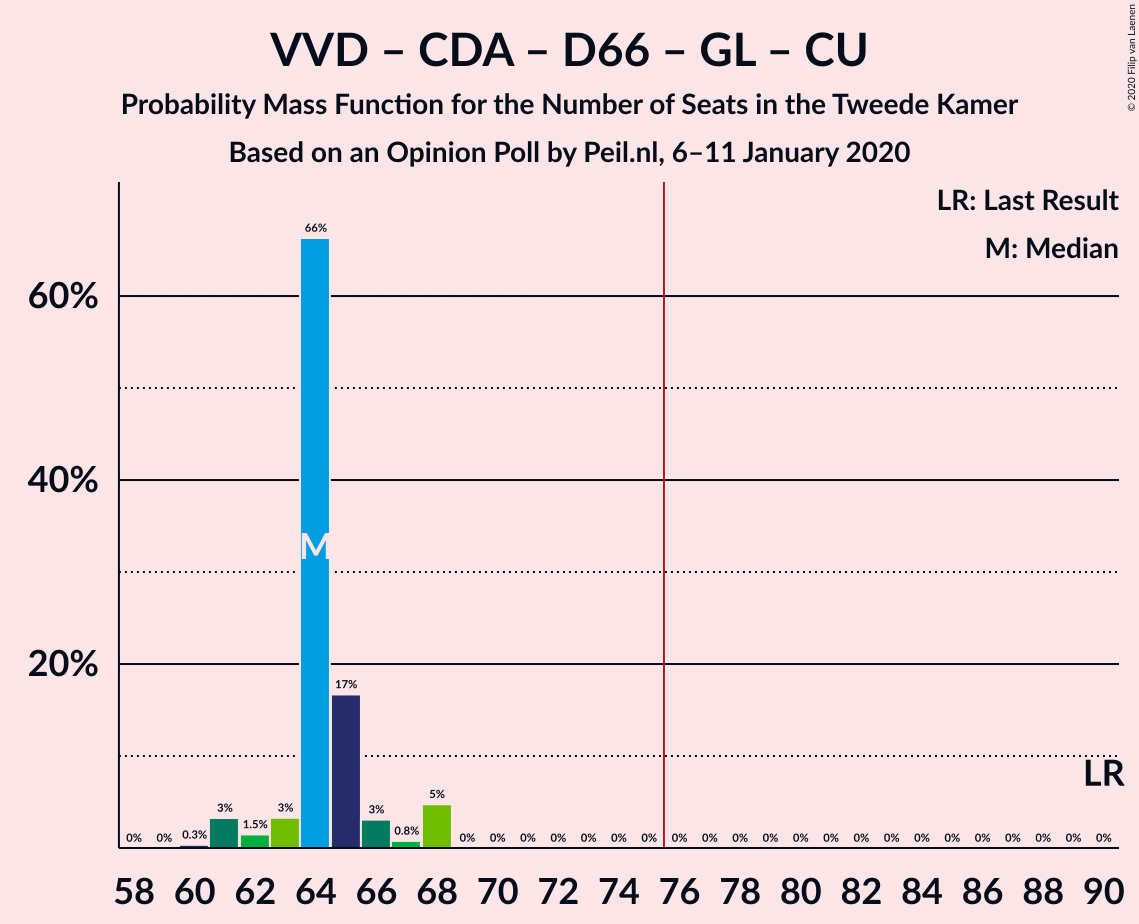 VVD – CDA – D66 – GL – CU
Probability Mass Function for the Number of Seats in the Tweede Kamer
Based on an Opinion Poll by Peil.nl, 6–11 January 2020
© 2020 Filip van Laenen
LR: Last Result
M: Median
66%
60%
40%
M
20%
17%
LR
0% 0% 0.3% 3% 1.5% 3% 3% 0.8% 5% 0% 0% 0% 0% 0% 0% 0% 0% 0% 0% 0% 0% 0% 0% 0% 0% 0% 0% 0% 0% 0% 0%
58 60 62 64 66 68 70 72 74 76 78 80 82 84 86 88 90